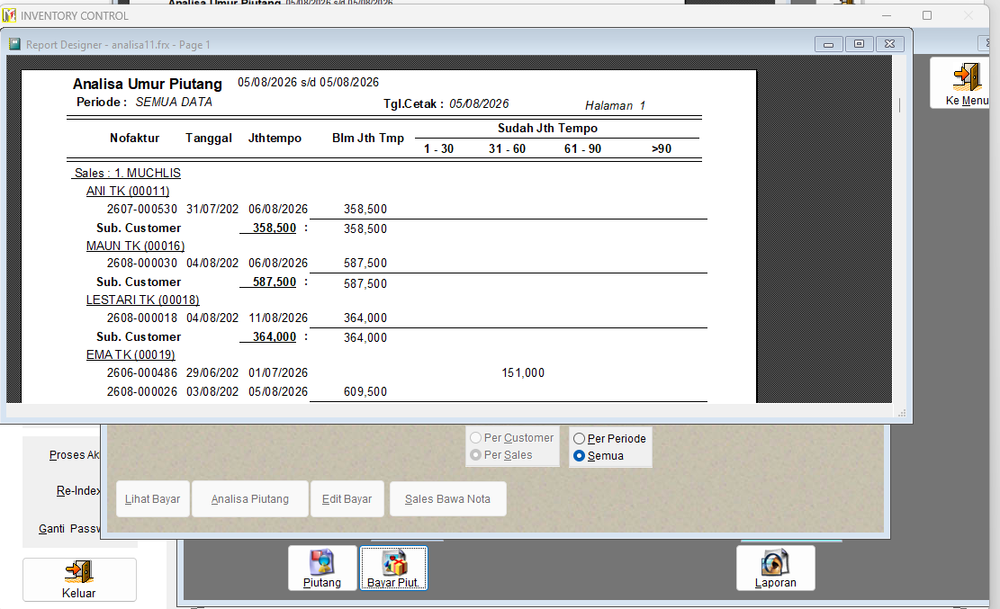 Analisa Umur Piutang 05/08/2026 s/d 05/08/2026
INVENTORY CONTROL
Report Designer - analisa11.frx - Page 1
Ke Menu
Analisa Umur Piutang 05/08/2026 s/d 05/08/2026
Periode : SEMUA DATA Tgl.Cetak : 05/08/2026 Halaman 1
Sudah Jth Tempo
Nofaktur Tanggal Jthtempo Blm Jth Tmp
1 - 30 31 - 60 61 - 90 >90
Sales : 1. MUCHLIS
ANI TK (00011)
2607-000530 31/07/202 06/08/2026 358,500
Sub. Customer 358,500 : 358,500
MAUN TK (00016)
2608-000030 04/08/202 06/08/2026 587,500
Sub. Customer 587,500 : 587,500
LESTARI TK (00018)
2608-000018 04/08/202 11/08/2026 364,000
Sub. Customer 364,000 : 364,000
EMA TK (00019)
2606-000486 29/06/202 01/07/2026 151,000
2608-000026 03/08/202 05/08/2026 609,500
Per Customer Per Periode
Per Sales Semua
Proses Ak
Re-Index
Ganti Passw
Lihat Bayar Analisa Piutang Edit Bayar Sales Bawa Nota
Keluar
Piutang Bayar Piut. Laporan